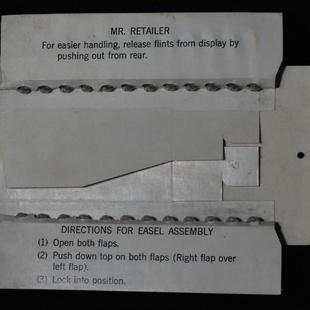 MR. RETAILER
For easier handling, release flints from display by
pushing out from rear.
DIRECTIONS FOR EASEL ASSEMBLY
(1) Open both flaps.
(2) Push down top on both flaps (Right flap over
left flap).
(3) Lock into position.